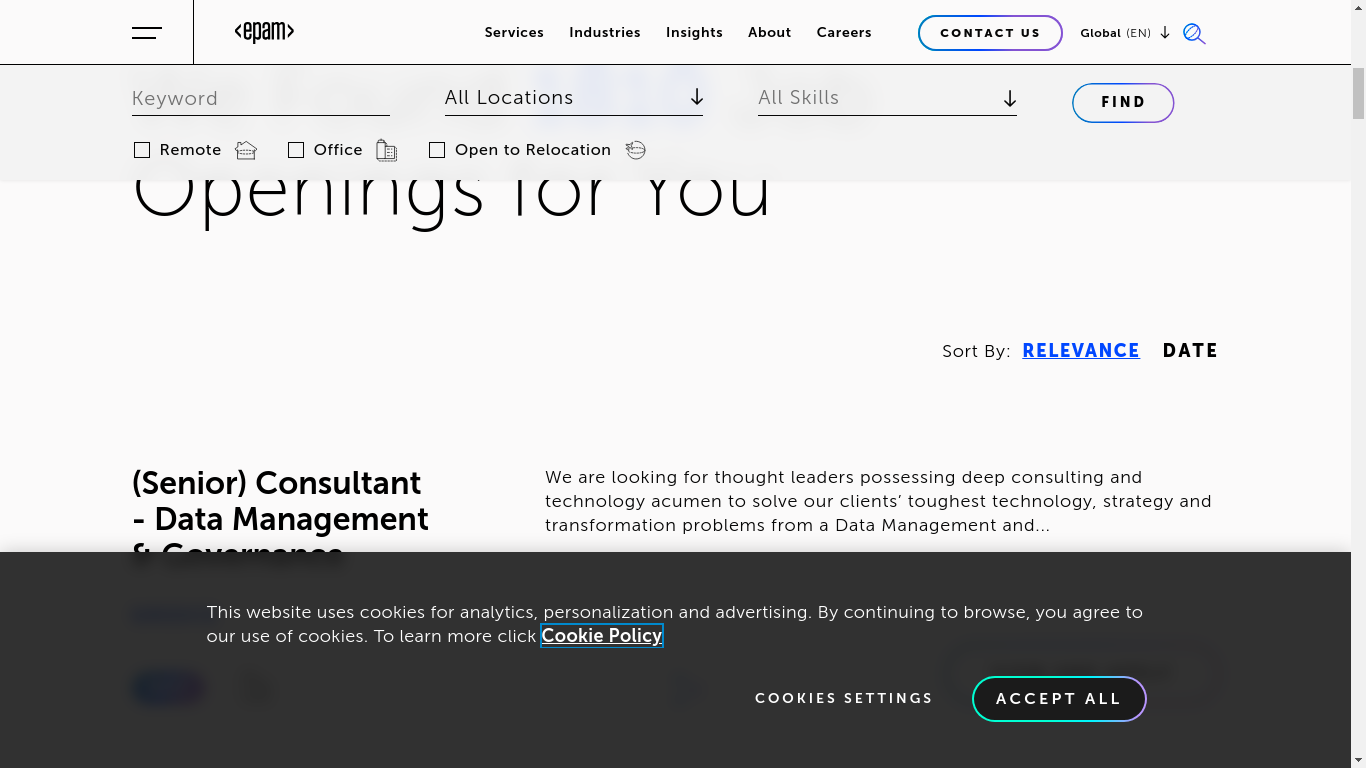 <epam>
Services Industries Insights About Careers CONTACT US Global (EN)
Keyword All Locations All Skills FIND
Remote Office Open to Relocation
Openings for You
Sort By: RELEVANCE DATE
(Senior) Consultant
- Data Management
& Governance
We are looking for thought leaders possessing deep consulting and
technology acumen to solve our clients’ toughest technology, strategy and
transformation problems from a Data Management and...
This website uses cookies for analytics, personalization and advertising. By continuing to browse, you agree to
our use of cookies. To learn more click Cookie Policy
COOKIES SETTINGS ACCEPT ALL